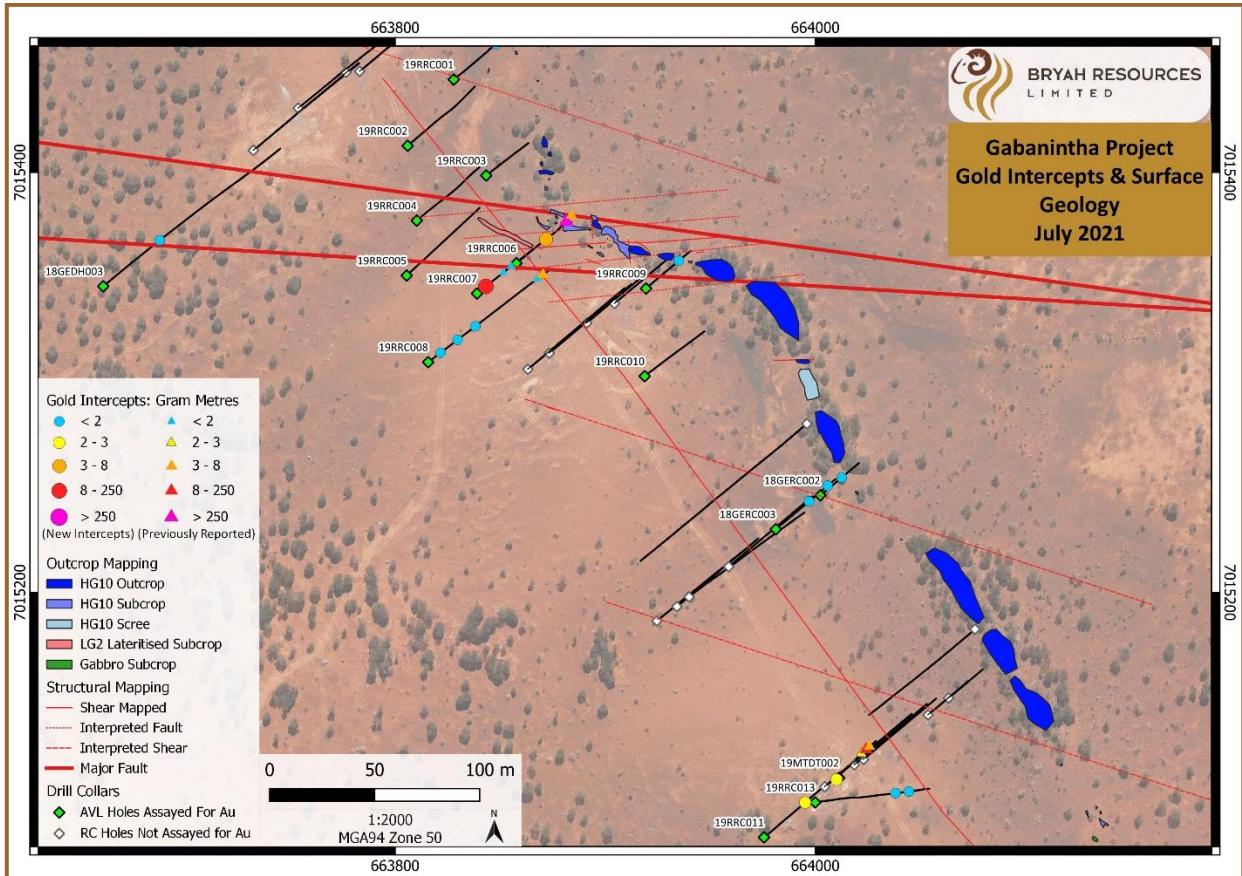 663800
664000
BRYAH RESOURCES
LIMITED
Gabanintha Project
Gold Intercepts & Surface
Geology
July 2021
7015400
7015400
19RRC001
19RRC002
19RRC003
19RRC004
19RRC005
19RRC006
18GEDH003
19RRC007
19RRC009
19RRC008
19RRC010
Gold Intercepts: Gram Metres
< 2 < 2
2 - 3 2 - 3
3 - 8 3 - 8
8 - 250 8 - 250
> 250 > 250
(New Intercepts) (Previously Reported)
18GERC002
18GERC003
Outcrop Mapping
HG10 Outcrop
HG10 Subcrop
HG10 Scree
LG2 Lateritised Subcrop
Gabbro Subcrop
7015200
7015200
Structural Mapping
Shear Mapped
Interpreted Fault
Interpreted Shear
Major Fault
Drill Collars
AVL Holes Assayed For Au
RC Holes Not Assayed for Au
0 50 100 m
1:2000
MGA94 Zone 50
N
19MTDT002
19RRC013
19RRC011
663800
664000